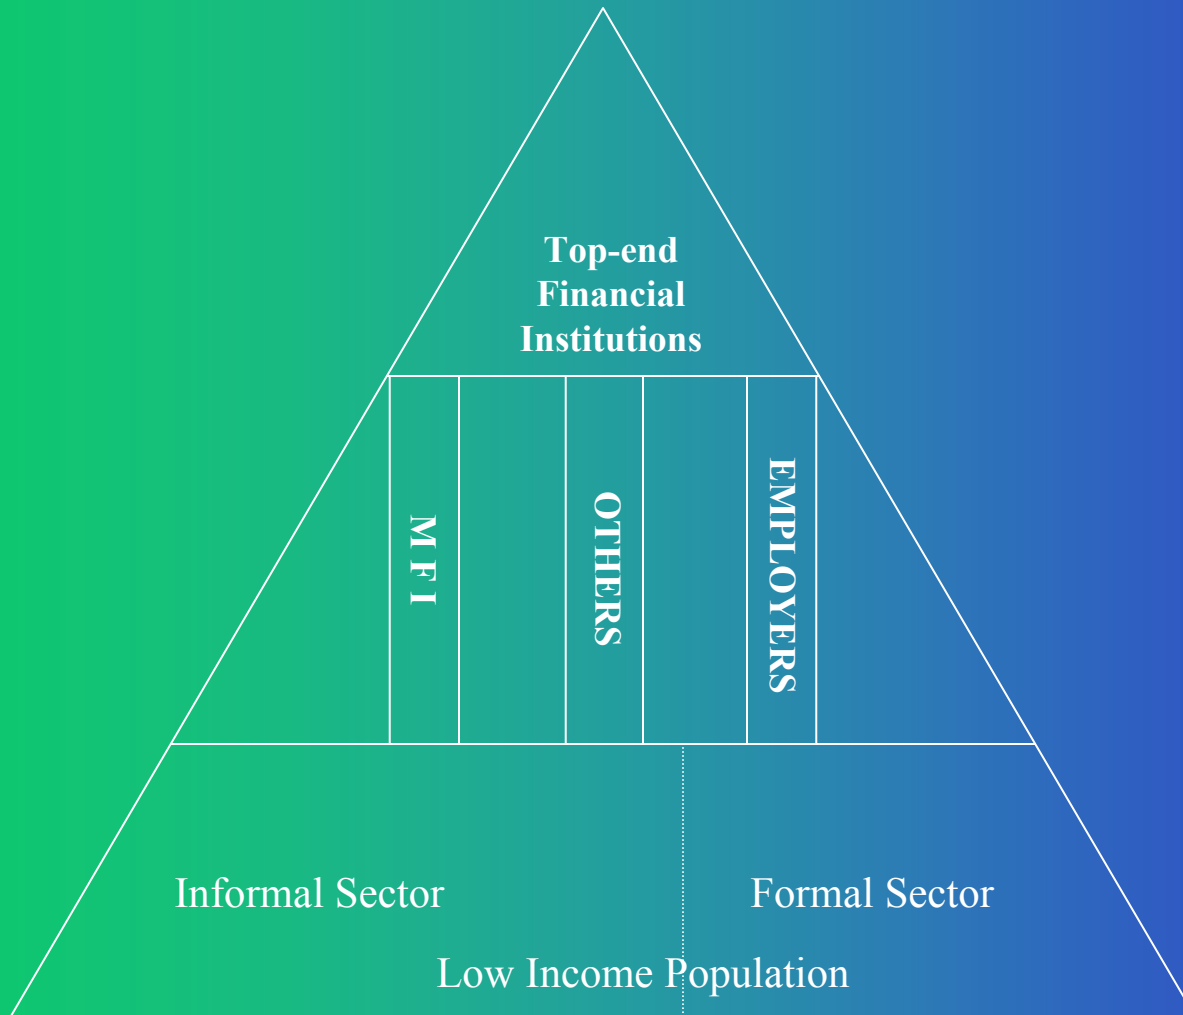 Top-end
Financial
Institutions
M F I
OTHERS
EMPLOYERS
Informal Sector
Formal Sector
Low Income Population